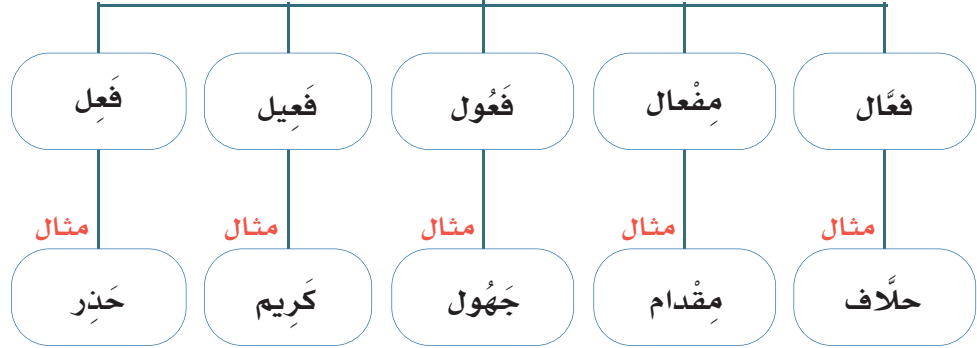 فعَّال مِفْعال فَعُول فَعِيل فَعِل
مثال مثال مثال مثال مثال
حلَّاف مِقْدام جَهُول كَرِيم حَذِر